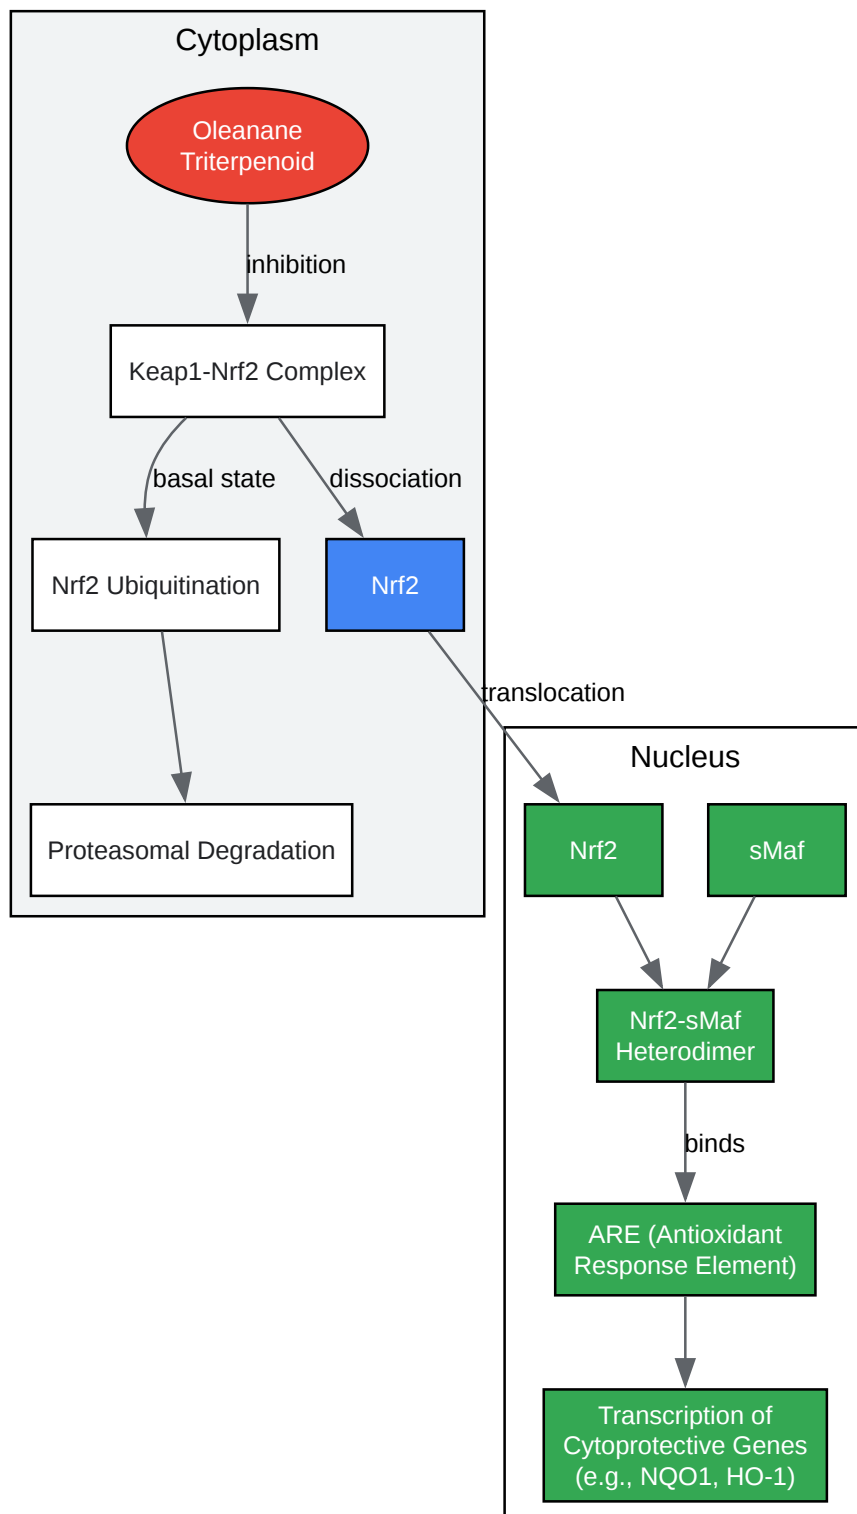 Cytoplasm
Oleanane
Triterpenoid
inhibition
Keap1-Nrf2 Complex
basal state
dissociation
Nrf2 Ubiquitination
Nrf2
translocation
Nucleus
Proteasomal Degradation
Nrf2
sMaf
Nrf2-sMaf
Heterodimer
binds
ARE (Antioxidant
Response Element)
Transcription of
Cytoprotective Genes
(e.g., NQO1, HO-1)